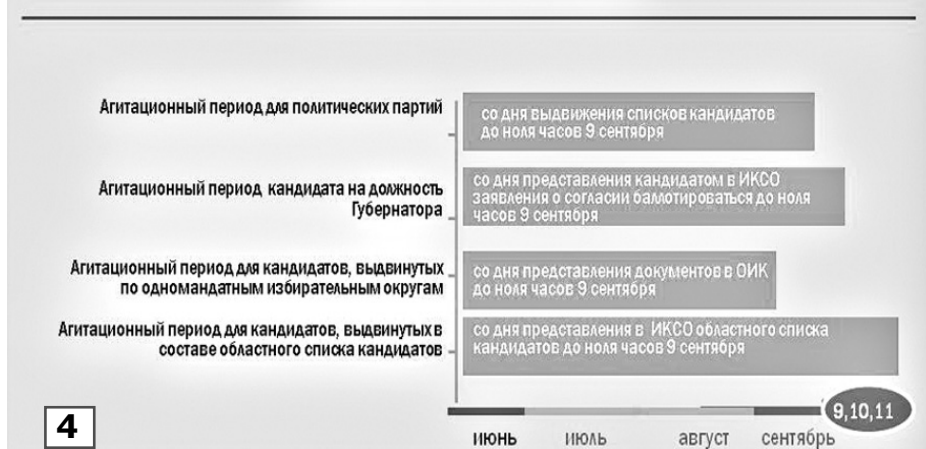 Агитационный период для политических партий
со дня выдвижения списков кандидатов
до ноля часов 9 сентября
Агитационный период кандидата на должность
Губернатора
со дня представления кандидатом в ИКСО
заявления о согласии баллотироваться до ноля
часов 9 сентября
Агитационный период для кандидатов, выдвинутых
по одномандатным избирательным округам
со дня представления документов в ОИК
до ноля часов 9 сентября
Агитационный период для кандидатов, выдвинутых в
составе областного списка кандидатов
со дня представления в ИКСО областного списка
кандидатов до ноля часов 9 сентября
9,10,11
4
июнь июль август сентябрь